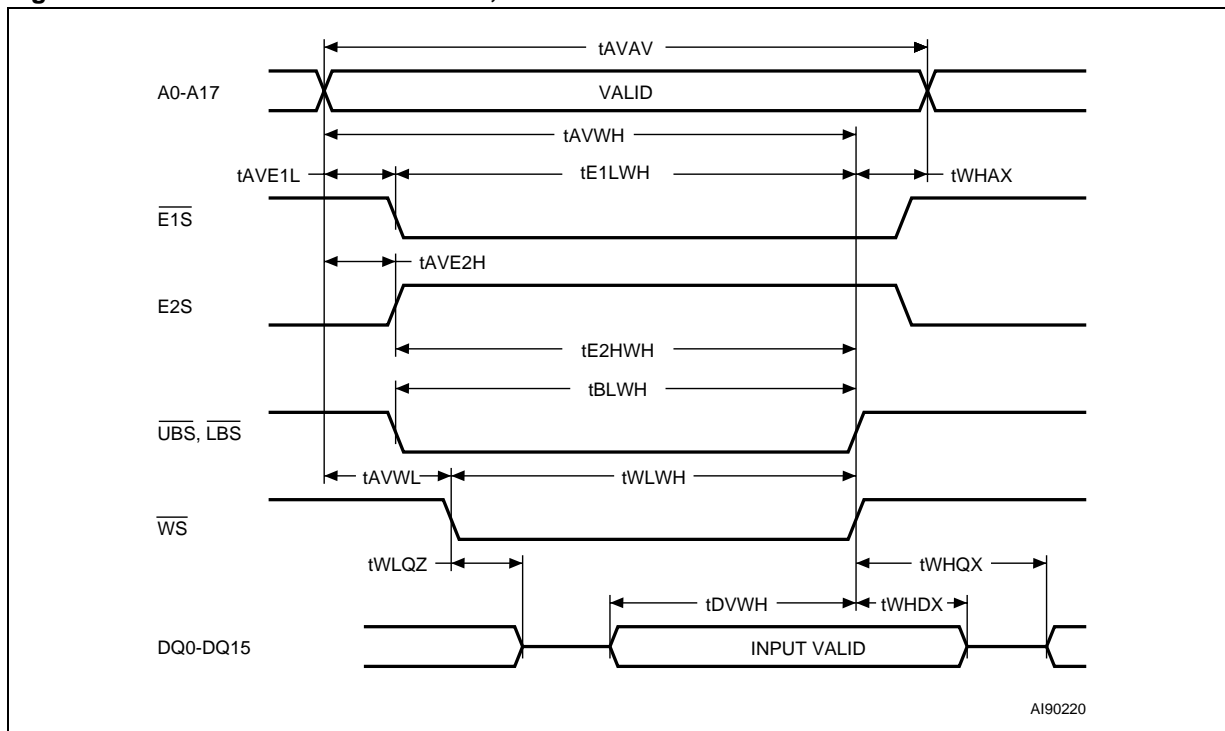 tAVAV
A0-A17 VALID
tAVWH
tAVE1L tE1LWH tWHAX
E1S
tAVE2H
E2S
tE2HWH
tBLWH
UBS, LBS
tAVWL tWLWH
WS
tWLQZ tWHQX
tDVWH tWHDX
DQ0-DQ15 INPUT VALID
AI90220